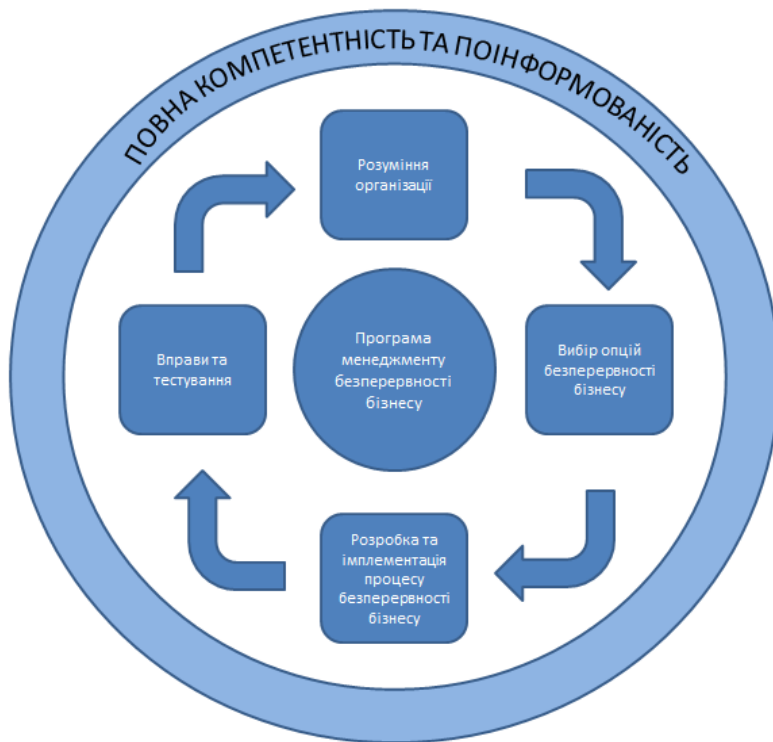 ПОВНА КОМПЕТЕНТНІСТЬ ТА ПОІНФОРМОВАНІСТЬ
Розуміння
організації
Вправи та
тестування
Програма
менеджменту
безперервності
бізнесу
Вибір опцій
безперервності
бізнесу
Розробка та
імплементація
процесу
безперервності
бізнесу